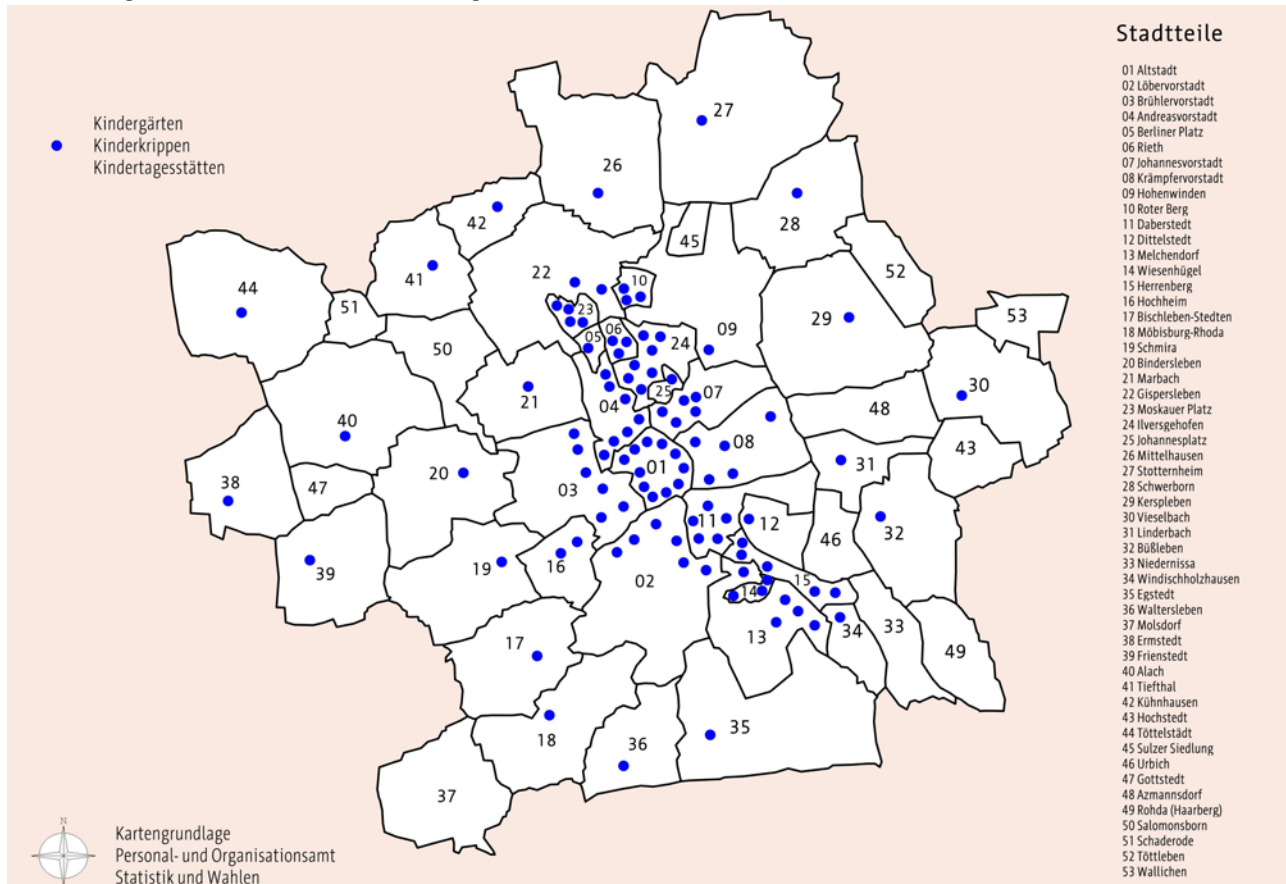 Kindergärten
Kinderkrippen
Kindertagesstätten
27
26
28
42
45
41
22
10
52
44
51
23
53
50
05
06
09
29
24
30
21
25
07
04
48
40
08
43
01
31
38
47
20
03
11
12
32
46
39
19
16
02
15
14
17
13
34
33
49
35
18
36
37
N
Kartengrundlage
Personal- und Organisationsamt
Statistik und Wahlen
Stadtteile
01 Altstadt
02 Löbervorstadt
03 Brühlervorstadt
04 Andreasvorstadt
05 Berliner Platz
06 Rieth
07 Johannesvorstadt
08 Krämpfervorstadt
09 Hohenwinden
10 Roter Berg
11 Daberstedt
12 Dittelstedt
13 Melchendorf
14 Wiesenhügel
15 Herrenberg
16 Hochheim
17 Bischleben-Stedten
18 Möbisburg-Rhoda
19 Schmira
20 Bindersleben
21 Marbach
22 Gispersleben
23 Moskauer Platz
24 Ilversgehofen
25 Johannesplatz
26 Mittelhausen
27 Stotternheim
28 Schwerborn
29 Kerspleben
30 Vieselbach
31 Linderbach
32 Büßleben
33 Niedernissa
34 Windischholzhausen
35 Egstedt
36 Waltersleben
37 Molsdorf
38 Ermstedt
39 Frienstedt
40 Alach
41 Tiefthal
42 Kühnhausen
43 Hochstedt
44 Töttelstädt
45 Sulzer Siedlung
46 Urbich
47 Gottstedt
48 Azmannsdorf
49 Rohda (Haarberg)
50 Salomonsborn
51 Schaderode
52 Töttleben
53 Wallichen